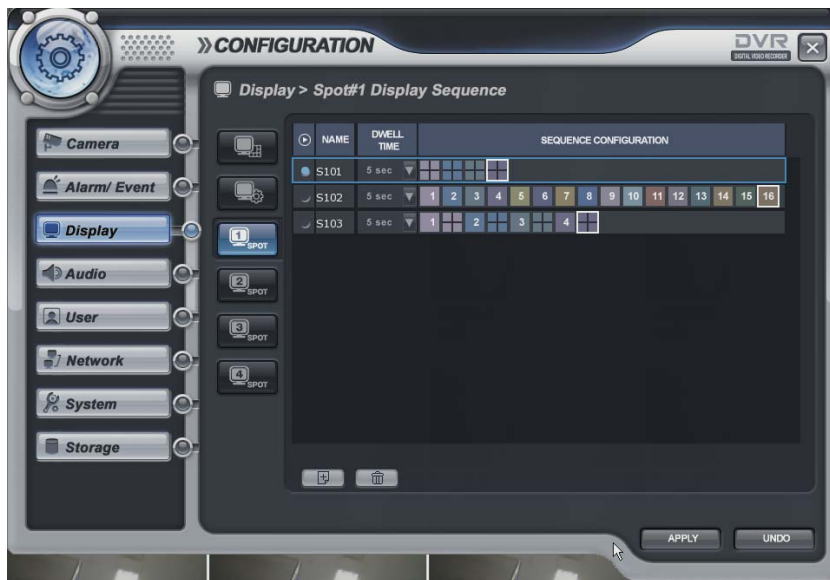 »CONFIGURATION
DVR
DIGITAL VIDEO RECORDER
Display > Spot#1 Display Sequence
Camera
Alarm/ Event
Display
Audio
User
Network
System
Storage
1 SPOT
2 SPOT
3 SPOT
4 SPOT
NAME DWELL TIME SEQUENCE CONFIGURATION
S101 5 sec
S102 5 sec 1 2 3 4 5 6 7 8 9 10 11 12 13 14 15 16
S103 5 sec 1 2 3 4
APPLY UNDO